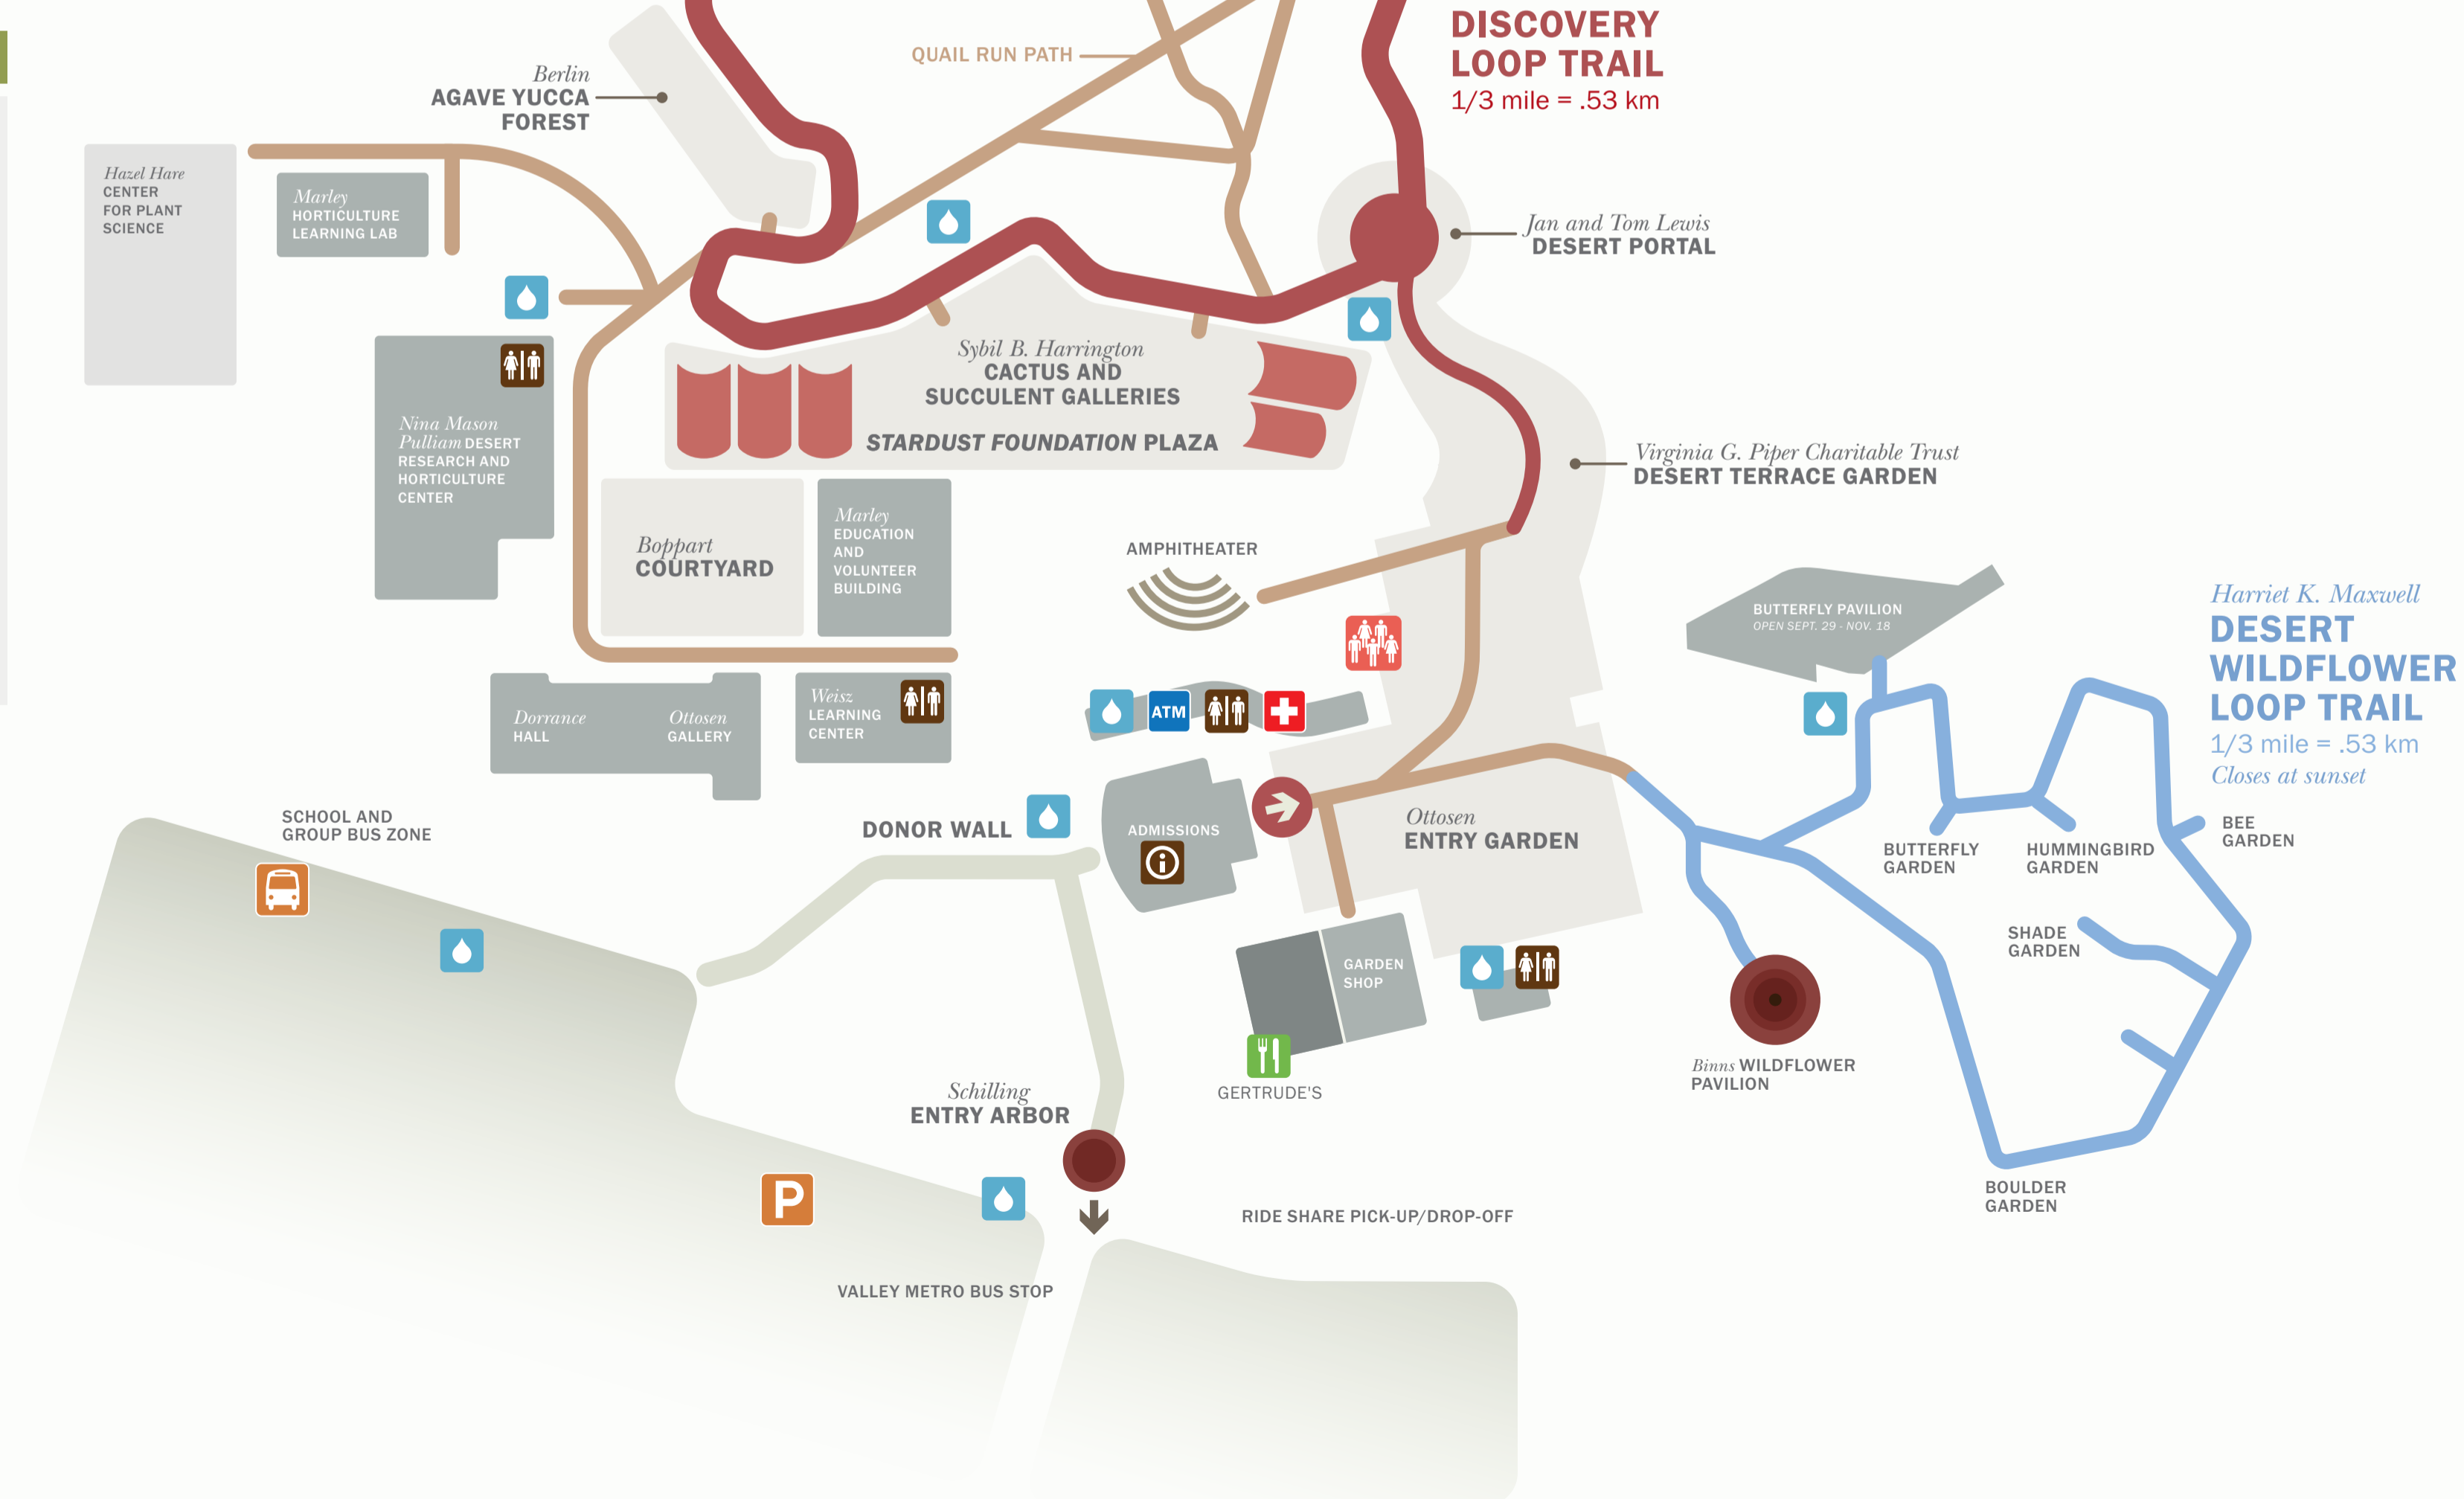 DISCOVERY
LOOP TRAIL
1/3 mile = .53 km
QUAIL RUN PATH
Berlin
AGAVE YUCCA
FOREST
Hazel Hare
CENTER
FOR PLANT
SCIENCE
Marley
HORTICULTURE
LEARNING LAB
Jan and Tom Lewis
DESERT PORTAL
Sybil B. Harrington
CACTUS AND
SUCCULENT GALLERIES
STARDUST FOUNDATION PLAZA
Nina Mason
Pulliam DESERT
RESEARCH AND
HORTICULTURE
CENTER
Virginia G. Piper Charitable Trust
DESERT TERRACE GARDEN
Boppart
COURTYARD
Marley
EDUCATION
AND
VOLUNTEER
BUILDING
AMPHITHEATER
BUTTERFLY PAVILION
OPEN SEPT. 29 - NOV. 18
Harriet K. Maxwell
DESERT
WILDFLOWER
LOOP TRAIL
1/3 mile = .53 km
Closes at sunset
Dorrance
HALL
Ottosen
GALLERY
Weisz
LEARNING
CENTER
ATM
SCHOOL AND
GROUP BUS ZONE
DONOR WALL
ADMISSIONS
i
Ottosen
ENTRY GARDEN
BUTTERFLY
GARDEN
HUMMINGBIRD
GARDEN
BEE
GARDEN
SHADE
GARDEN
GARDEN
SHOP
GERTRUDE'S
Binns WILDFLOWER
PAVILION
Schilling
ENTRY ARBOR
P
BOULDER
GARDEN
RIDE SHARE PICK-UP/DROP-OFF
VALLEY METRO BUS STOP